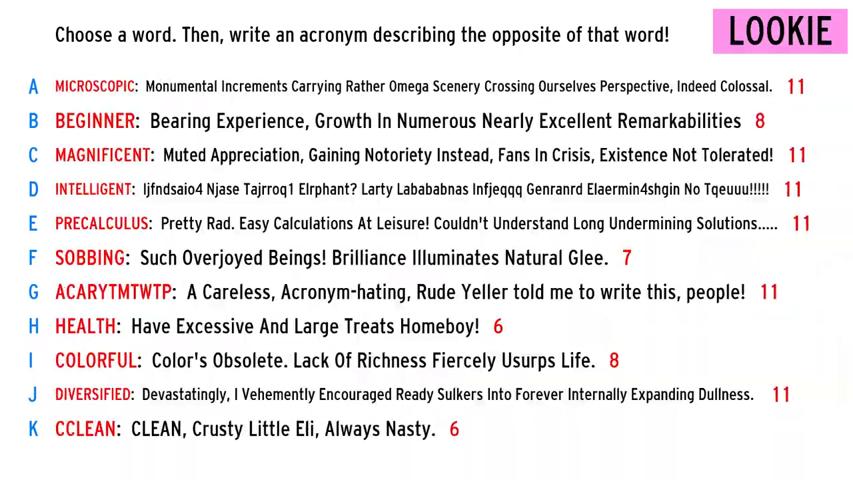 Choose a word. Then, write an acronym describing the opposite of that word!
LOOKIE
A MICROSCOPIC: Monumental Increments Carrying Rather Omega Scenery Crossing Ourselves Perspective, Indeed Colossal. 11
B BEGINNER: Bearing Experience, Growth In Numerous Nearly Excellent Remarkabilities 8
C MAGNIFICENT: Muted Appreciation, Gaining Notoriety Instead, Fans In Crisis, Existence Not Tolerated! 11
D INTELLIGENT: Ijfndsaio4 Njase Tajrroq1 Elrphant? Larty Labababnas Infjeqqq Genranrd Elaermin4shgin No Tqeuuu!!!!! 11
E PRECALCULUS: Pretty Rad. Easy Calculations At Leisure! Couldn't Understand Long Undermining Solutions..... 11
F SOBBING: Such Overjoyed Beings! Brilliance Illuminates Natural Glee. 7
G ACARYTMTWTP: A Careless, Acronym-hating, Rude Yeller told me to write this, people! 11
H HEALTH: Have Excessive And Large Treats Homeboy! 6
I COLORFUL: Color's Obsolete. Lack Of Richness Fiercely Usurps Life. 8
J DIVERSIFIED: Devastatingly, I Vehemently Encouraged Ready Sulkers Into Forever Internally Expanding Dullness. 11
K CCLEAN: CLEAN, Crusty Little Eli, Always Nasty. 6